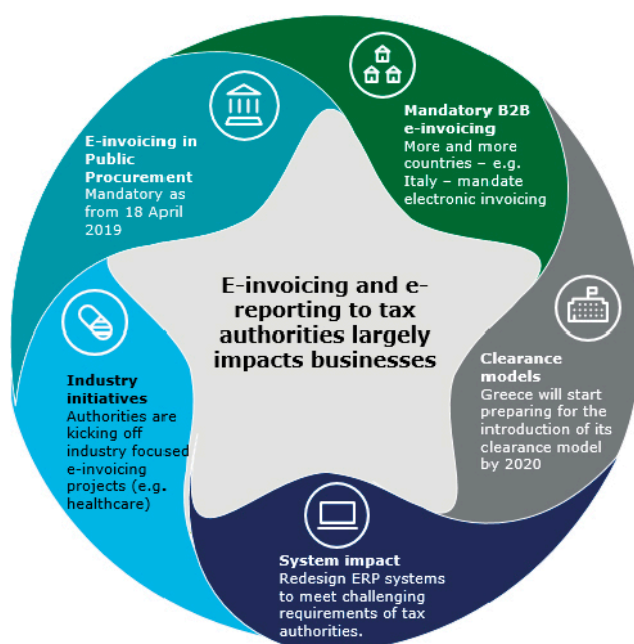 E-invoicing in
Public
Procurement
Mandatory as
from 18 April
2019
Mandatory B2B
e-invoicing
More and more
countries – e.g.
Italy – mandate
electronic invoicing
E-invoicing and e-
reporting to tax
authorities largely
impacts businesses
Clearance
models
Greece will start
preparing for the
introduction of its
clearance model
by 2020
Industry
initiatives
Authorities are
kicking off
industry focused
e-invoicing
projects (e.g.
healthcare)
System impact
Redesign ERP systems
to meet challenging
requirements of tax
authorities.